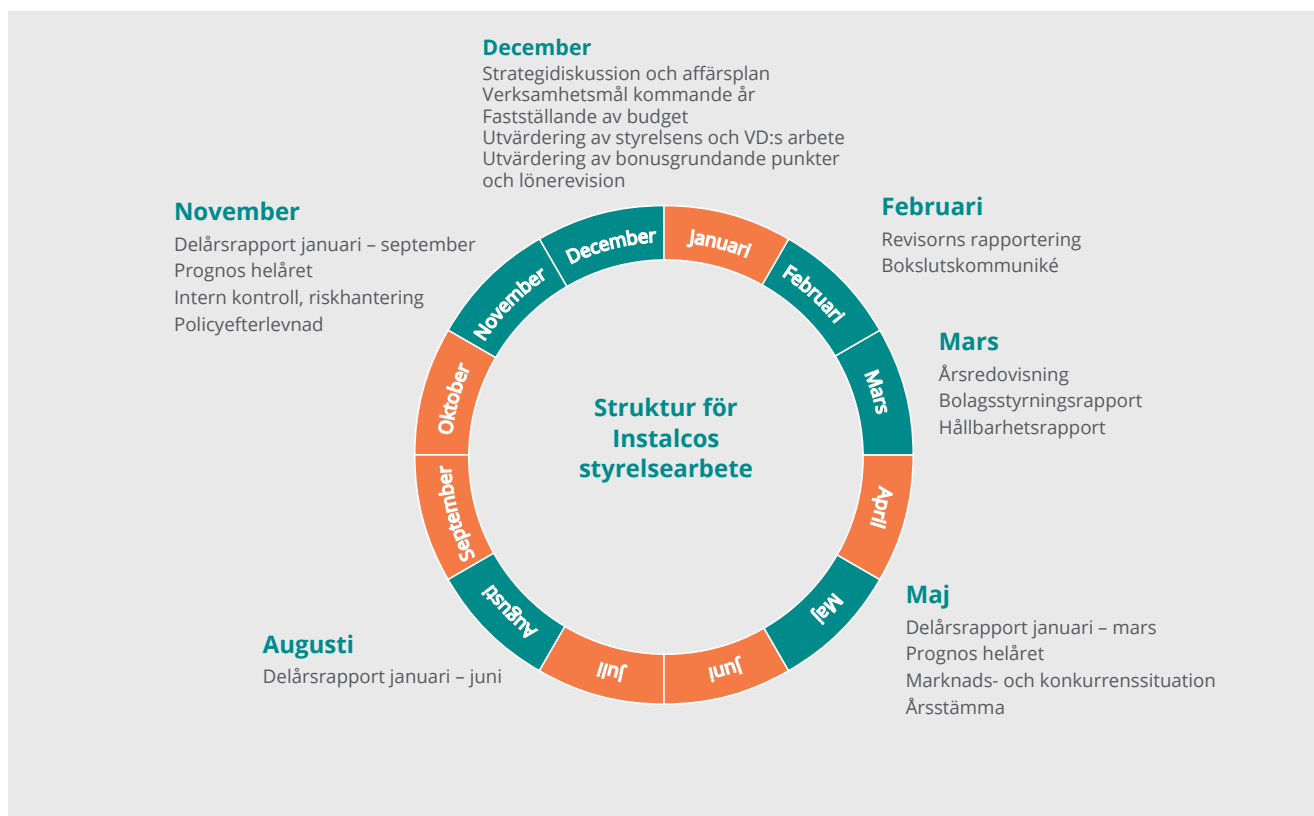 December
Strategidiskussion och affärsplan
Verksamhetsmål kommande år
Fastställande av budget
Utvärdering av styrelsens och VD:s arbete
Utvärdering av bonusgrundande punkter
och lönerevision
November
Delårsrapport januari – september
Prognos helåret
Intern kontroll, riskhantering
Policyefterlevnad
Februari
Revisorns rapportering
Bokslutskommuniké
Mars
Årsredovisning
Bolagsstyrningsrapport
Hållbarhetsrapport
Maj
Delårsrapport januari – mars
Prognos helåret
Marknads- och konkurrenssituation
Årsstämma
Augusti
Delårsrapport januari – juni
Struktur för
Instalcos
styrelsearbete
Januari
Februari
Mars
April
Maj
Juni
Juli
Augusti
September
Oktober
November
December